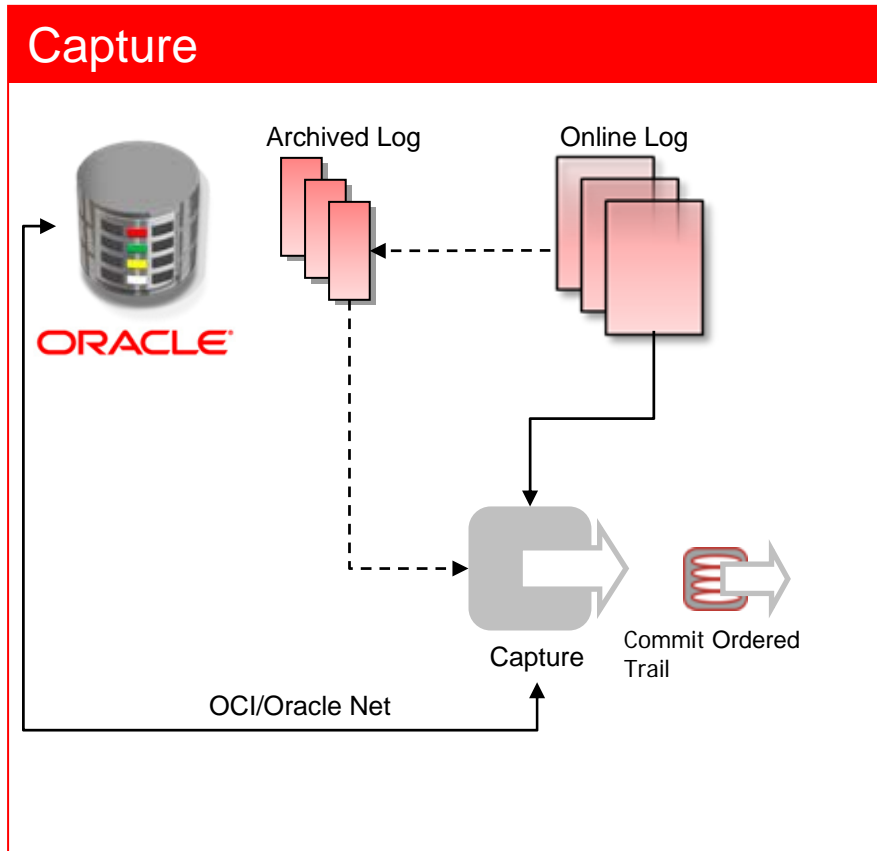 Capture
Archived Log
Online Log
ORACLE®
Capture
Commit Ordered
Trail
OCI/Oracle Net